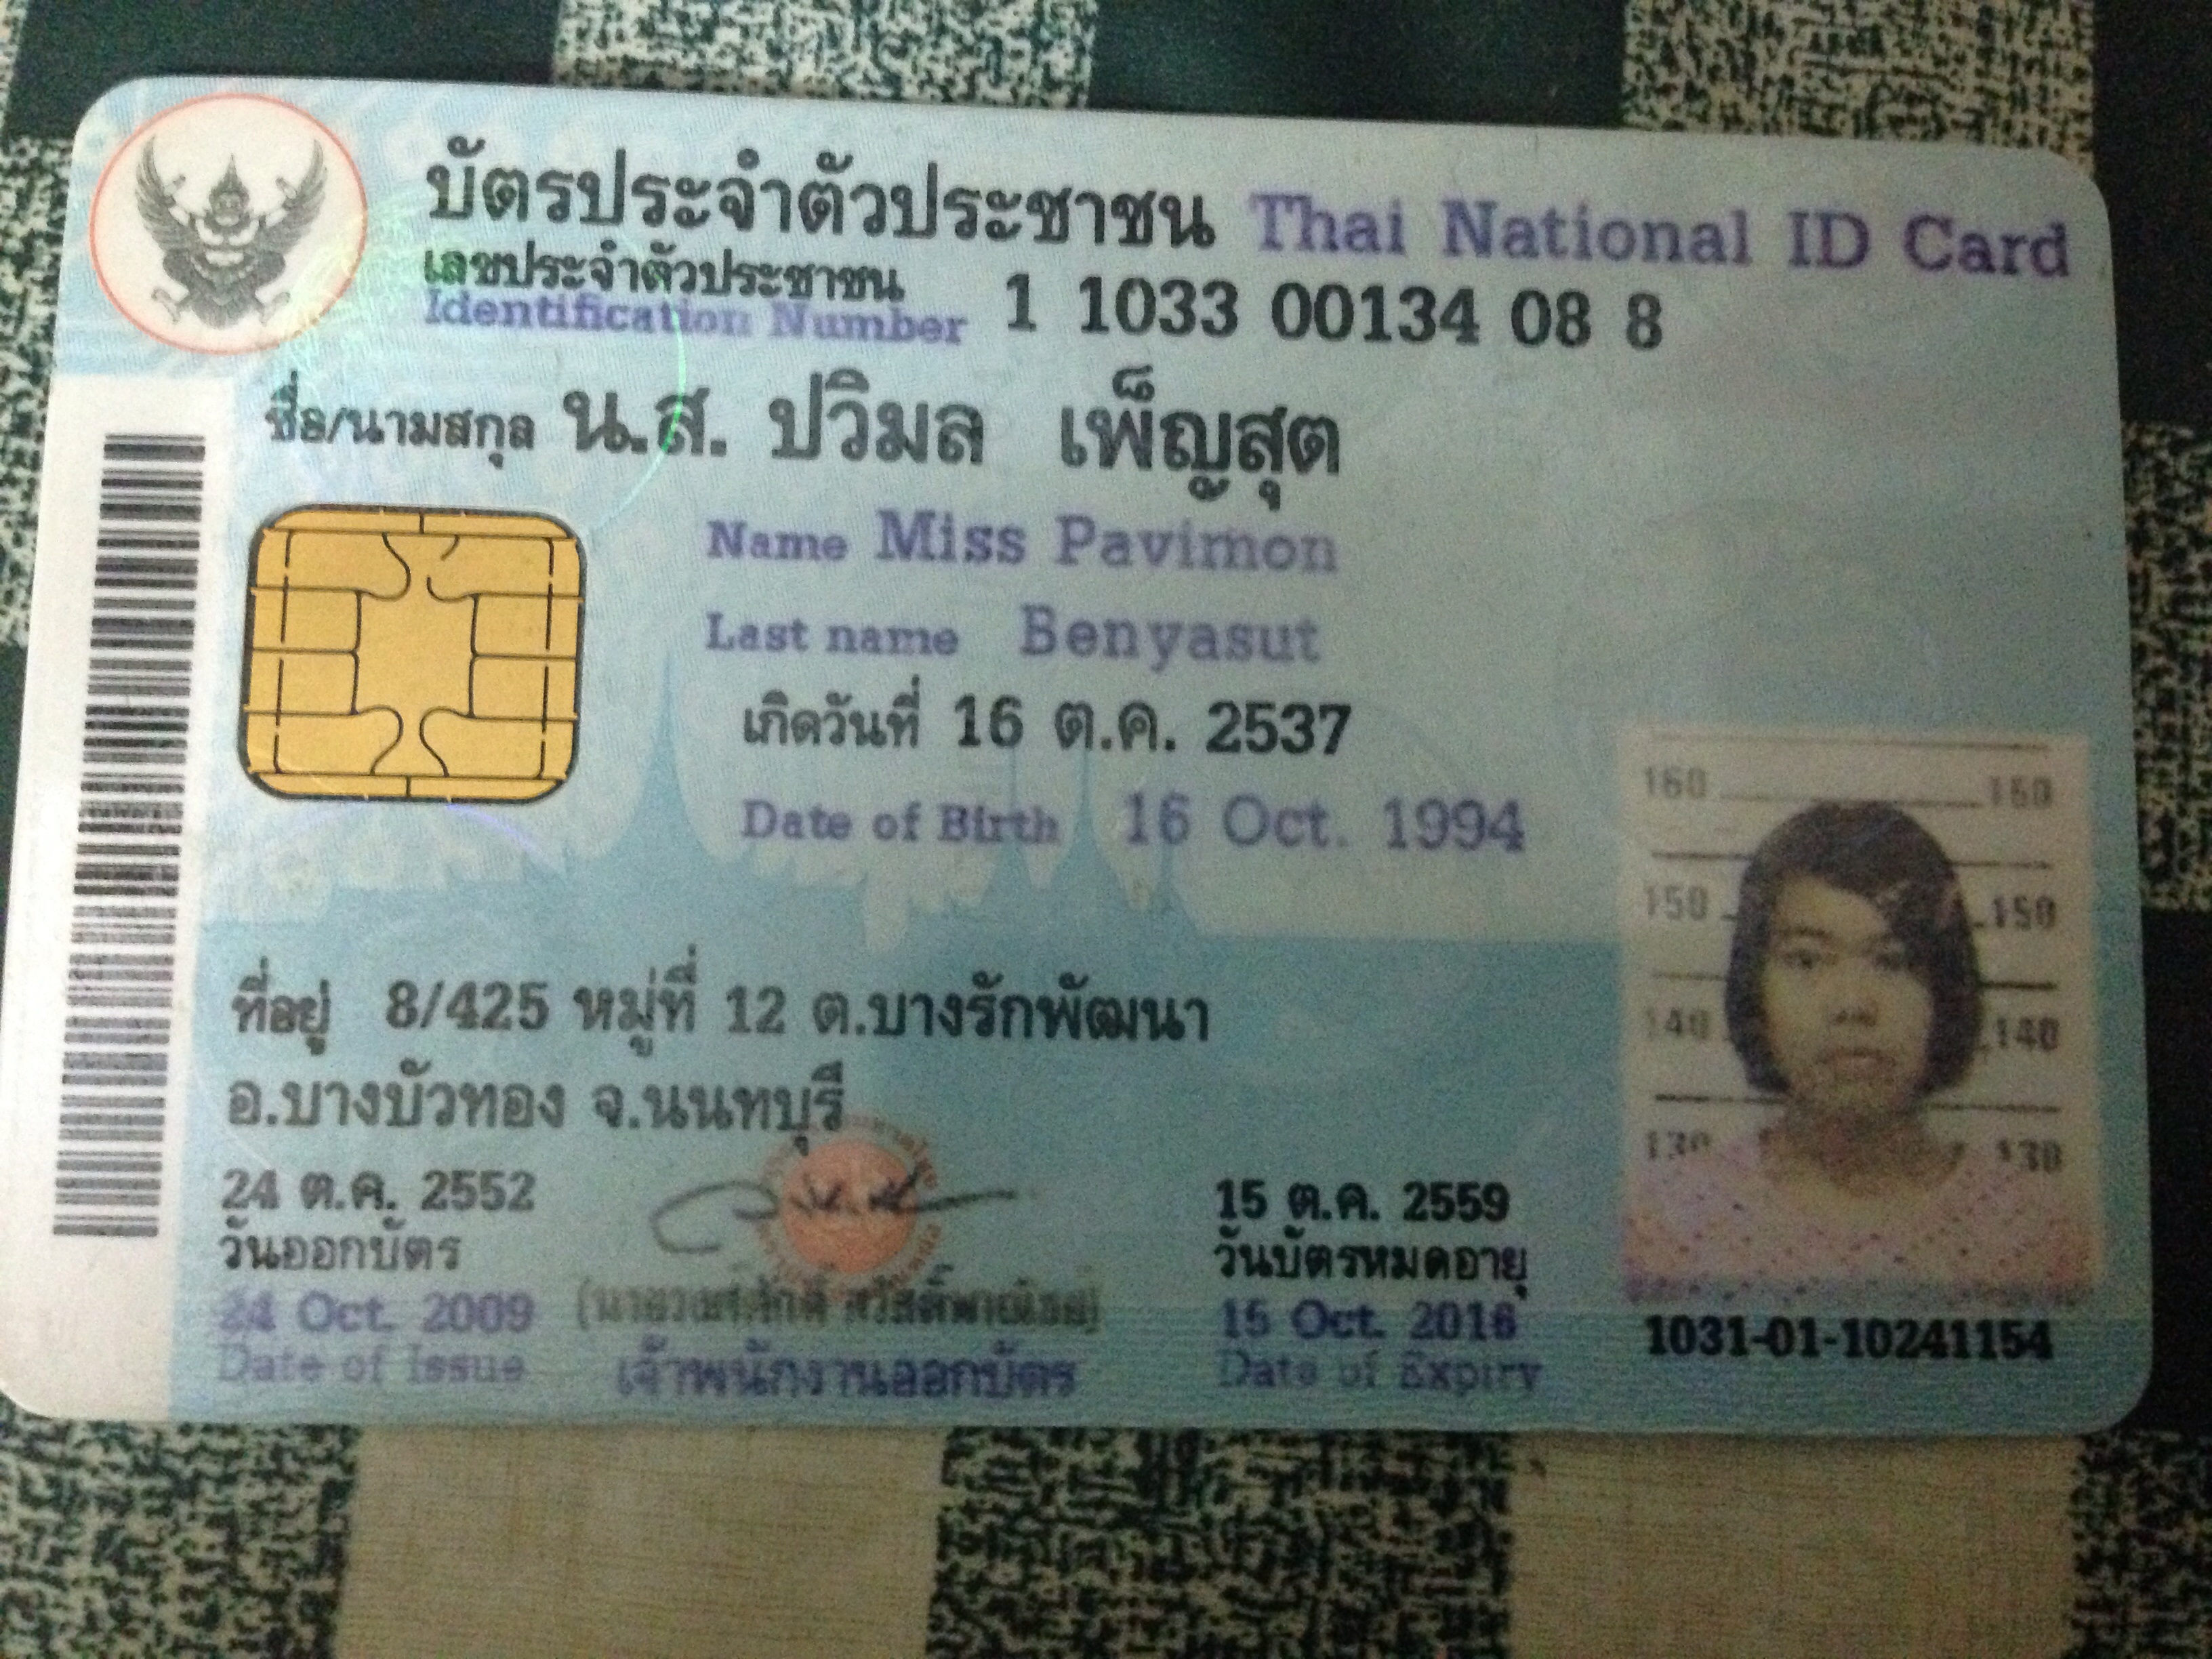 บัตรประจำตัวประชาชน Thai National ID Card
เลขประจำตัวประชาชน
Identification Number 1 1033 00134 08 8
ชื่อ/นามสกุล น.ส. ปวิมล เพ็ญสุต
Name Miss Pavimon
Last name Benyasut
เกิดวันที่ 16 ต.ค. 2537
Date of Birth 16 Oct. 1994
160 160
150 150
140 140
130 130
ที่อยู่ 8/425 หมู่ที่ 12 ต.บางรักพัฒนา
อ.บางบัวทอง จ.นนทบุรี
24 ต.ค. 2552
วันออกบัตร
24 Oct. 2009
Date of Issue
เจ้าพนักงานออกบัตร
15 ต.ค. 2559
วันบัตรหมดอายุ
15 Oct. 2016
Date of Expiry
1031-01-10241154